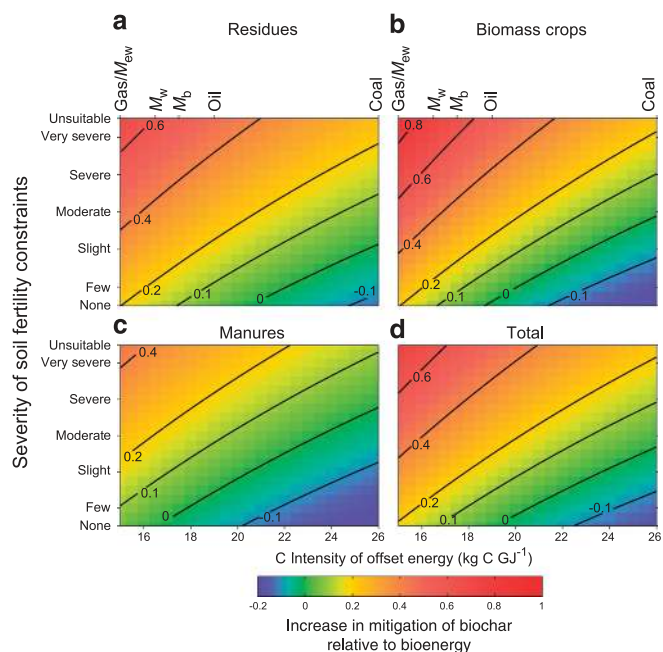 a Residues b Biomass crops
Gas/Mew Mw Mb Oil Coal Gas/Mew Mw Mb Oil Coal
Severity of soil fertility constraints
Unsuitable
Very severe
Severe
Moderate
Slight
Few
None
0.6
0.4
0.2
0.1
0
-0.1
0.8
0.6
0.4
0.2
0.1
0
-0.1
c Manures d Total
Unsuitable
Very severe
Severe
Moderate
Slight
Few
None
0.4
0.2
0.1
0
-0.1
0.6
0.4
0.2
0.1
0
-0.1
16 18 20 22 24 26 16 18 20 22 24 26
C Intensity of offset energy (kg C GJ-1)
-0.2 0 0.2 0.4 0.6 0.8 1
Increase in mitigation of biochar
relative to bioenergy